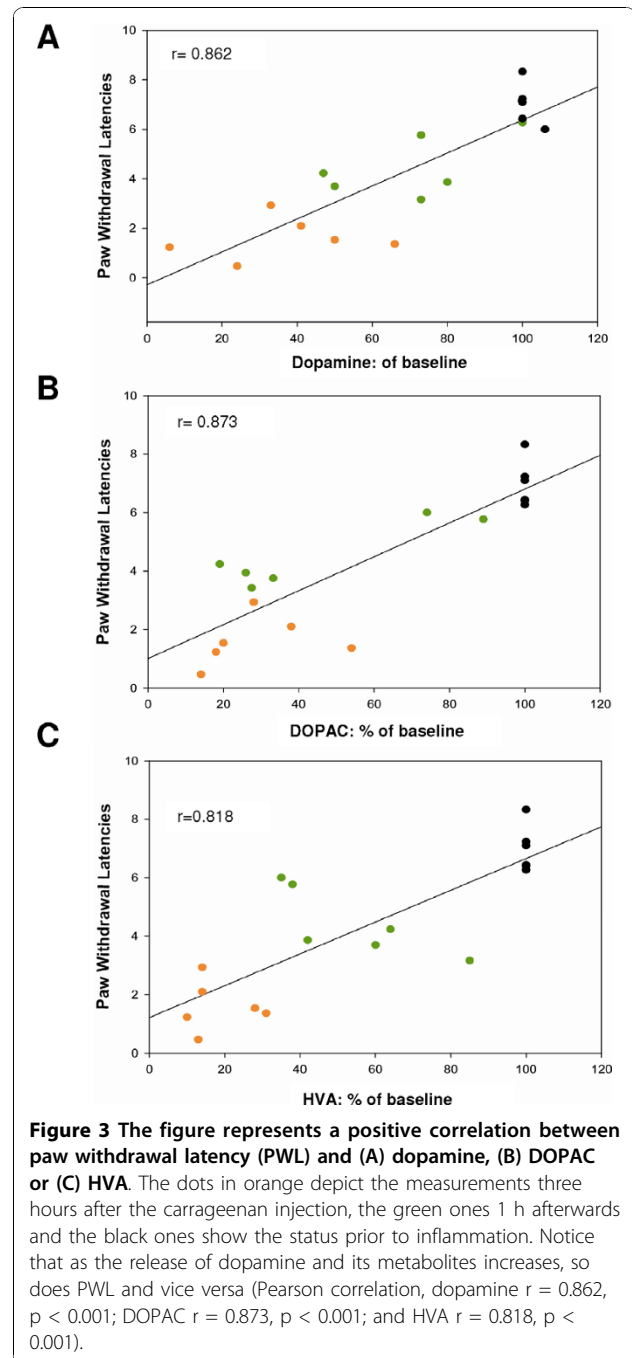 A
r= 0.862
Paw Withdrawal Latencies
10
8
6
4
2
0
0 20 40 60 80 100 120
Dopamine: of baseline
B
r= 0.873
Paw Withdrawal Latencies
10
8
6
4
2
0
0 20 40 60 80 100 120
DOPAC: % of baseline
C
r=0.818
Paw Withdrawal Latencies
10
8
6
4
2
0
0 20 40 60 80 100 120
HVA: % of baseline
Figure 3 The figure represents a positive correlation between
paw withdrawal latency (PWL) and (A) dopamine, (B) DOPAC
or (C) HVA. The dots in orange depict the measurements three
hours after the carrageenan injection, the green ones 1 h afterwards
and the black ones show the status prior to inflammation. Notice
that as the release of dopamine and its metabolites increases, so
does PWL and vice versa (Pearson correlation, dopamine r = 0.862,
p < 0.001; DOPAC r = 0.873, p < 0.001; and HVA r = 0.818, p <
0.001).